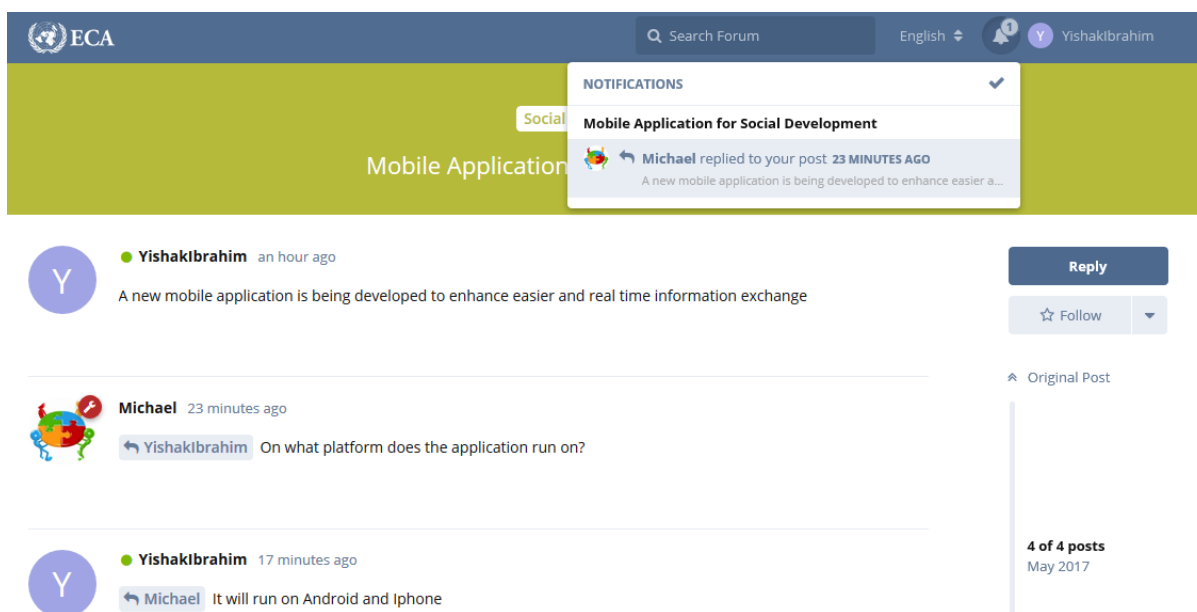 ECA
Search Forum
English
1
Y
YishakIbrahim
NOTIFICATIONS
Social
Mobile Application for Social Development
Mobile Application
Michael replied to your post 23 MINUTES AGO
A new mobile application is being developed to enhance easier a...
Y
YishakIbrahim an hour ago
A new mobile application is being developed to enhance easier and real time information exchange
Reply
Follow
Original Post
Michael 23 minutes ago
YishakIbrahim On what platform does the application run on?
4 of 4 posts
May 2017
Y
YishakIbrahim 17 minutes ago
Michael It will run on Android and Iphone